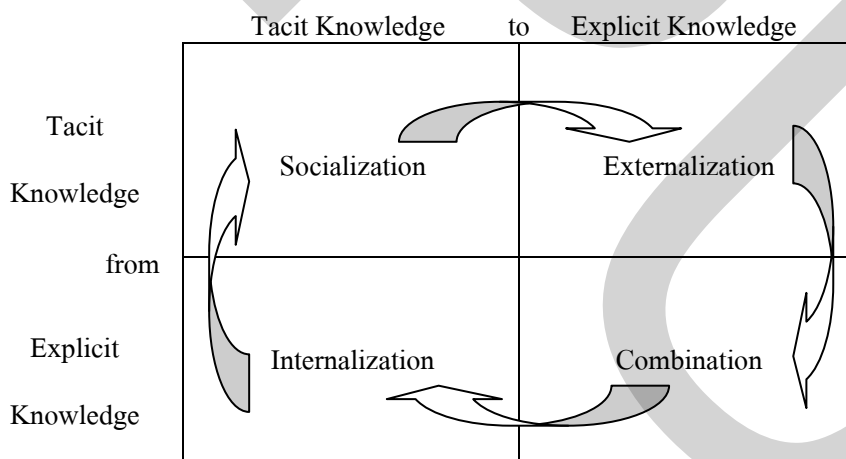 Tacit Knowledge to Explicit Knowledge
Tacit
Knowledge
Socialization Externalization
from
Explicit
Knowledge
Internalization Combination